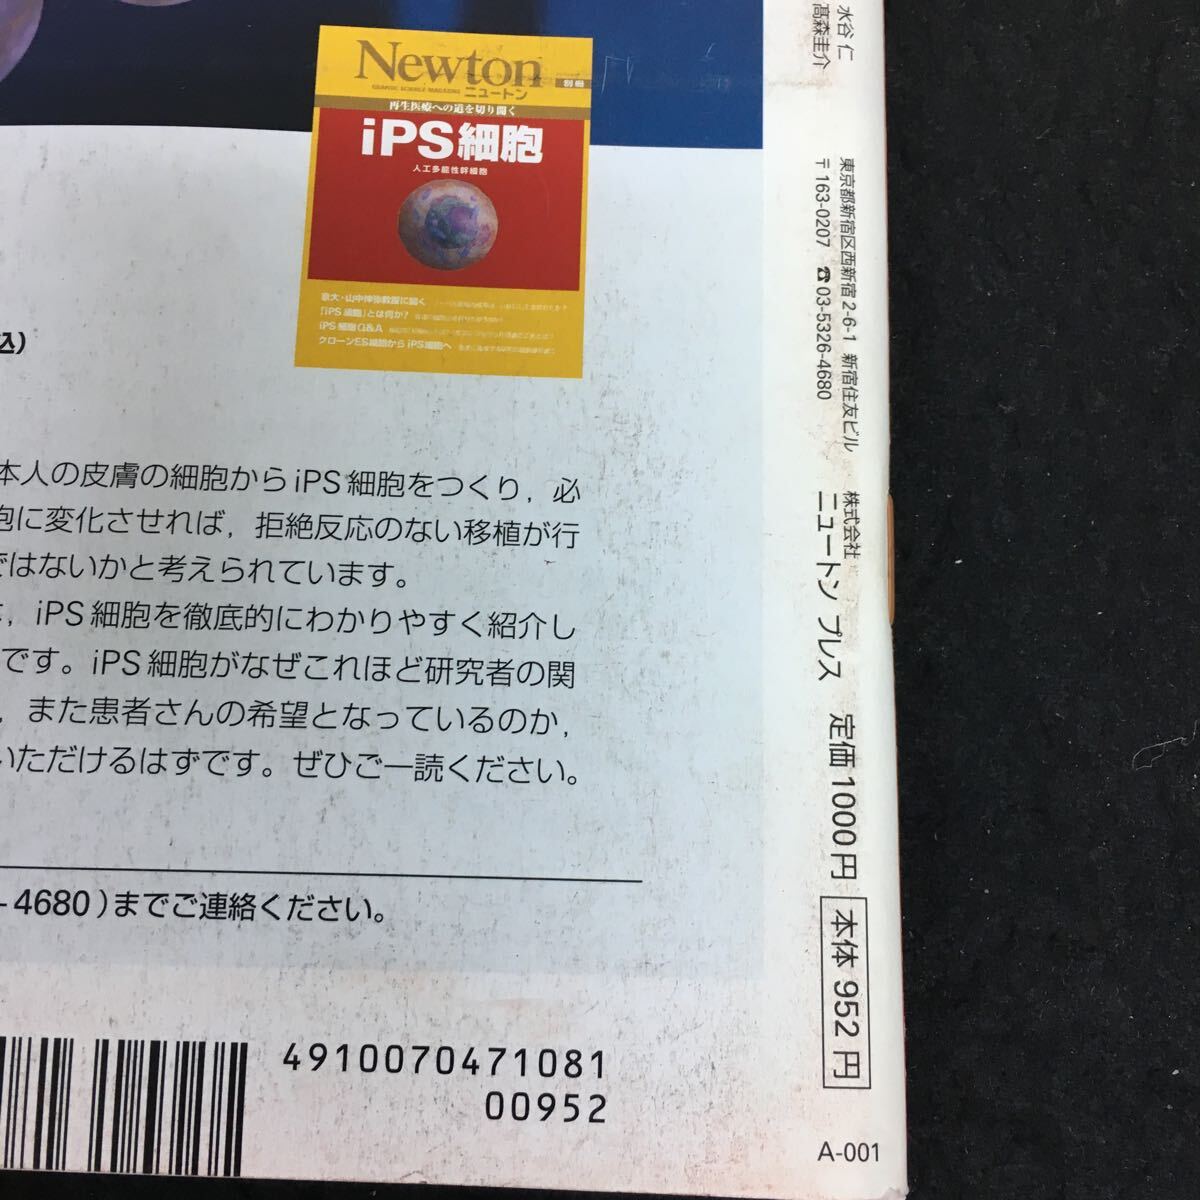 Newton
GRAPHIC SCIENCE MAGAZINE ニュートン
別冊
再生医療への道を切り開く
iPS細胞
人工多能性幹細胞
京大・山中伸弥教授に聞く
「iPS細胞」とは何か?
iPS細胞Q&A
クローンES細胞からiPS細胞へ
込)
本人の皮膚の細胞からiPS細胞をつくり，必
胞に変化させれば，拒絶反応のない移植が行
ではないかと考えられています。
，iPS細胞を徹底的にわかりやすく紹介し
です。iPS細胞がなぜこれほど研究者の関
，また患者さんの希望となっているのか，
いただけるはずです。ぜひご一読ください。
-4680)までご連絡ください。
4910070471081
00952
水谷 仁
髙森圭介
東京都新宿区西新宿2-6-1 新宿住友ビル
〒163-0207 ☎03-5326-4680
株式会社
ニュートン プレス
定価1000円
本体 952円
A-001